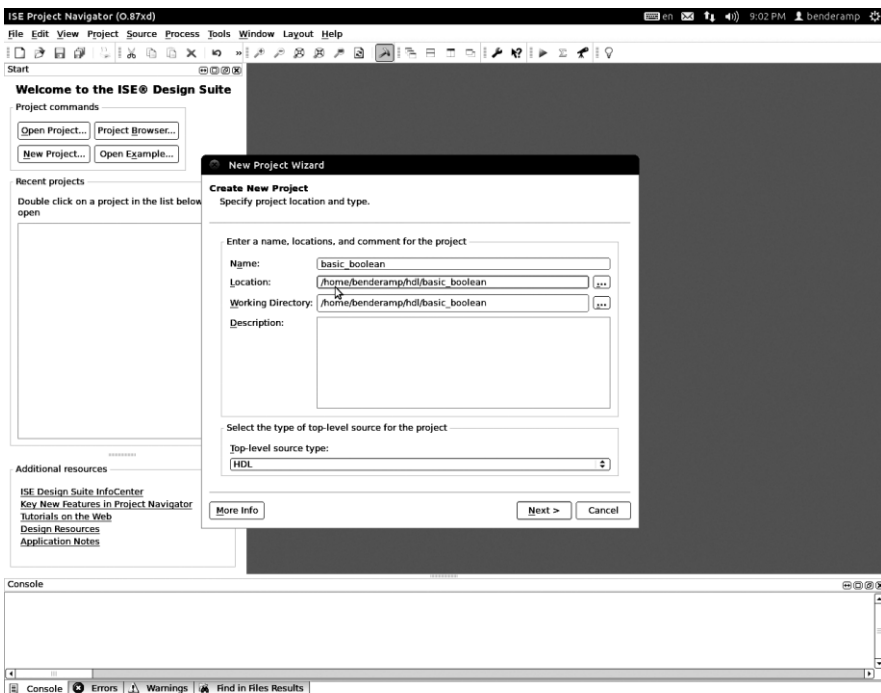 ISE Project Navigator (O.87xd)
en 9:02 PM benderamp
File Edit View Project Source Process Tools Window Layout Help
Start
Welcome to the ISE® Design Suite
Project commands
Open Project... Project Browser...
New Project... Open Example...
Recent projects
Double click on a project in the list below
open
New Project Wizard
Create New Project
Specify project location and type.
Enter a name, locations, and comment for the project
Name: basic_boolean
Location: /home/benderamp/hdl/basic_boolean ...
Working Directory: /home/benderamp/hdl/basic_boolean ...
Description:
Select the type of top-level source for the project
Top-level source type:
HDL
More Info Next > Cancel
Additional resources
ISE Design Suite InfoCenter
Key New Features in Project Navigator
Tutorials on the Web
Design Resources
Application Notes
Console
Console Errors Warnings Find in Files Results